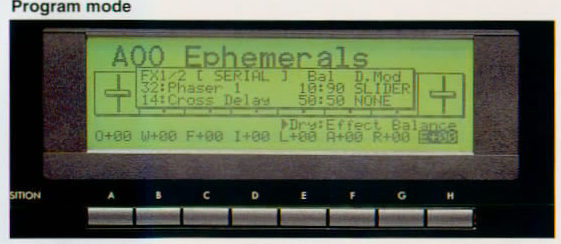 Program mode
A00 Ephemerals
FX1/2 [ SERIAL ] Bal D.Mod
32:Phaser 1 10:90 SLIDER
14:Cross Delay 50:50 NONE
▶Dry:Effect Balance
O+00 W+00 F+00 I+00 L+00 A+00 R+00 E+00
SITION A B C D E F G H